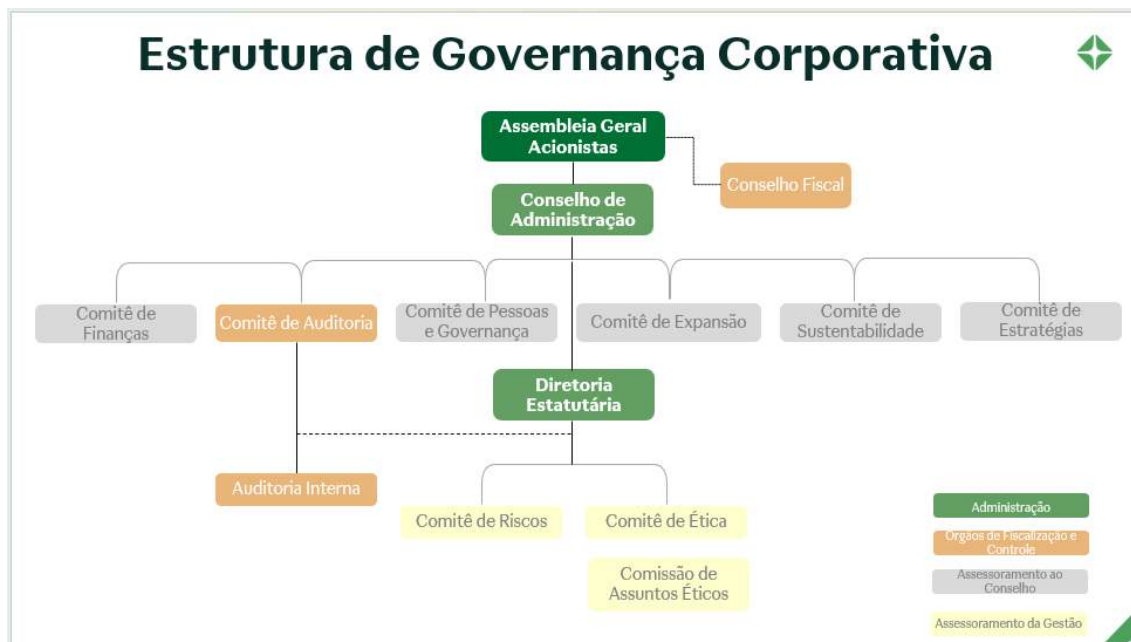 Estrutura de Governança Corporativa
Assembleia Geral
Acionistas
Conselho Fiscal
Conselho de
Administração
Comitê de
Finanças
Comitê de Auditoria
Comitê de Pessoas
e Governança
Comitê de Expansão
Comitê de
Sustentabilidade
Comitê de
Estratégias
Diretoria
Estatutária
Auditoria Interna
Comitê de Riscos
Comitê de Ética
Comissão de
Assuntos Éticos
Administração
Órgãos de Fiscalização e
Controle
Assessoramento ao
Conselho
Assessoramento da Gestão